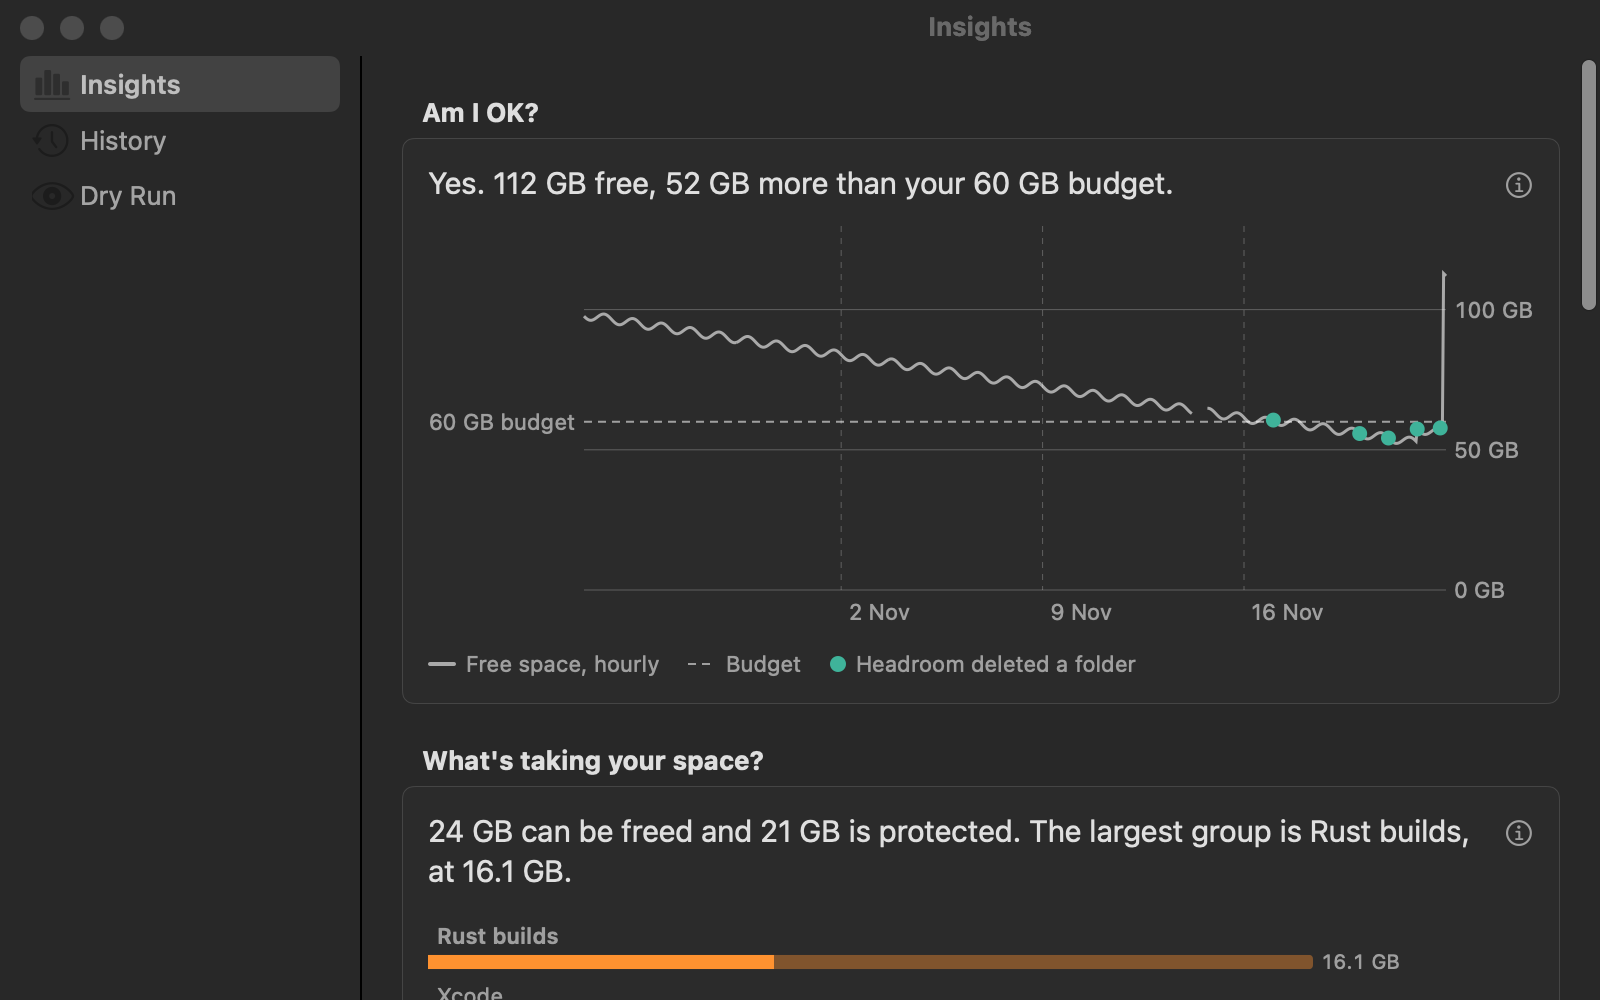 Insights
Insights
History
Dry Run
Am I OK?
Yes. 112 GB free, 52 GB more than your 60 GB budget.
100 GB
60 GB budget
50 GB
0 GB
2 Nov
9 Nov
16 Nov
Free space, hourly
Budget
Headroom deleted a folder
What's taking your space?
24 GB can be freed and 21 GB is protected. The largest group is Rust builds,
at 16.1 GB.
Rust builds
16.1 GB
Xcode